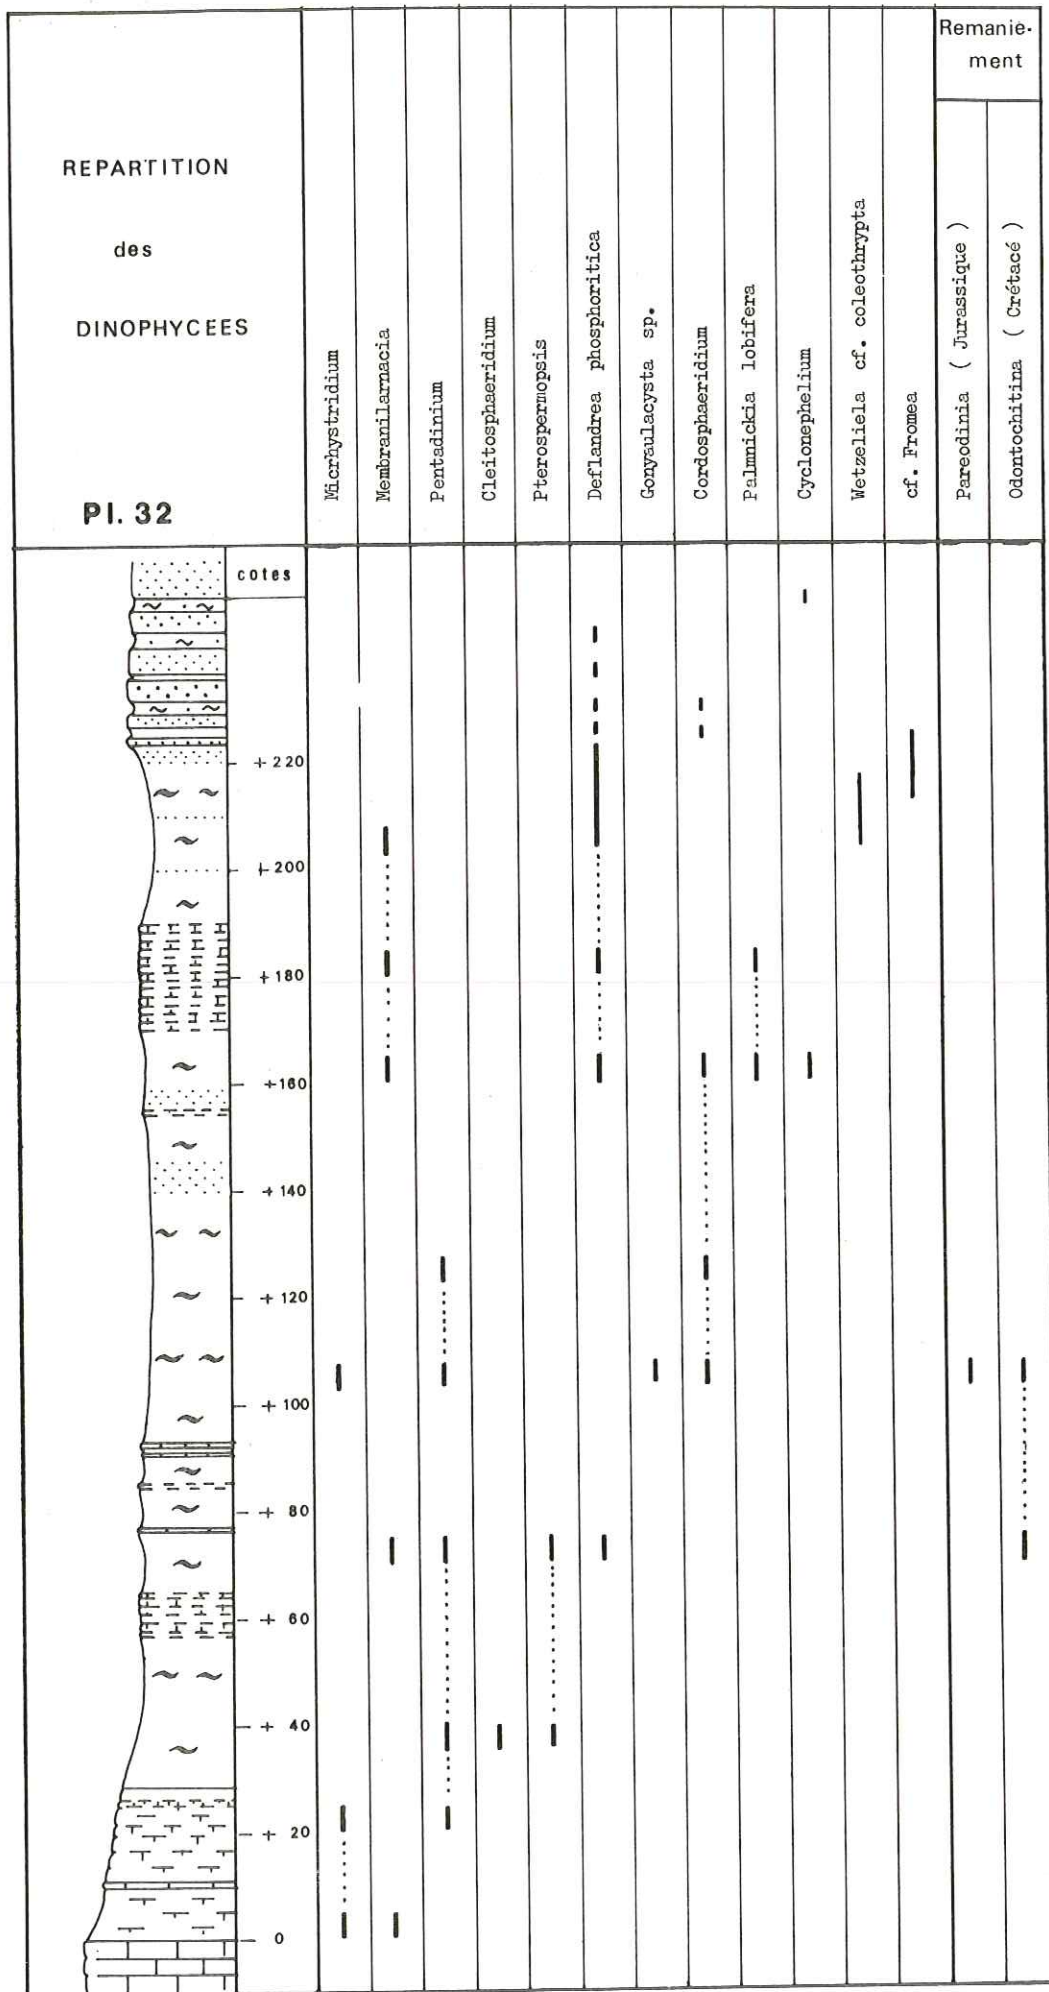 REPARTITION
des
DINOPHYCEES
Pl. 32
Micrhystridium
Membranilarnacia
Pentadinium
Cleitosphaeridium
Pterospermopsis
Deflandrea phosphoritica
Gonyaulacysta sp.
Cordosphaeridium
Palmnickia lobifera
Cyclonephelium
Wetzeliela cf. coleothrypta
cf. Fromea
Remanie-
ment
Pareodinia ( Jurassique )
Odontochitina ( Crétacé )
cotes
+ 220
+ 200
+ 180
+ 160
+ 140
+ 120
+ 100
+ 80
+ 60
+ 40
+ 20
0